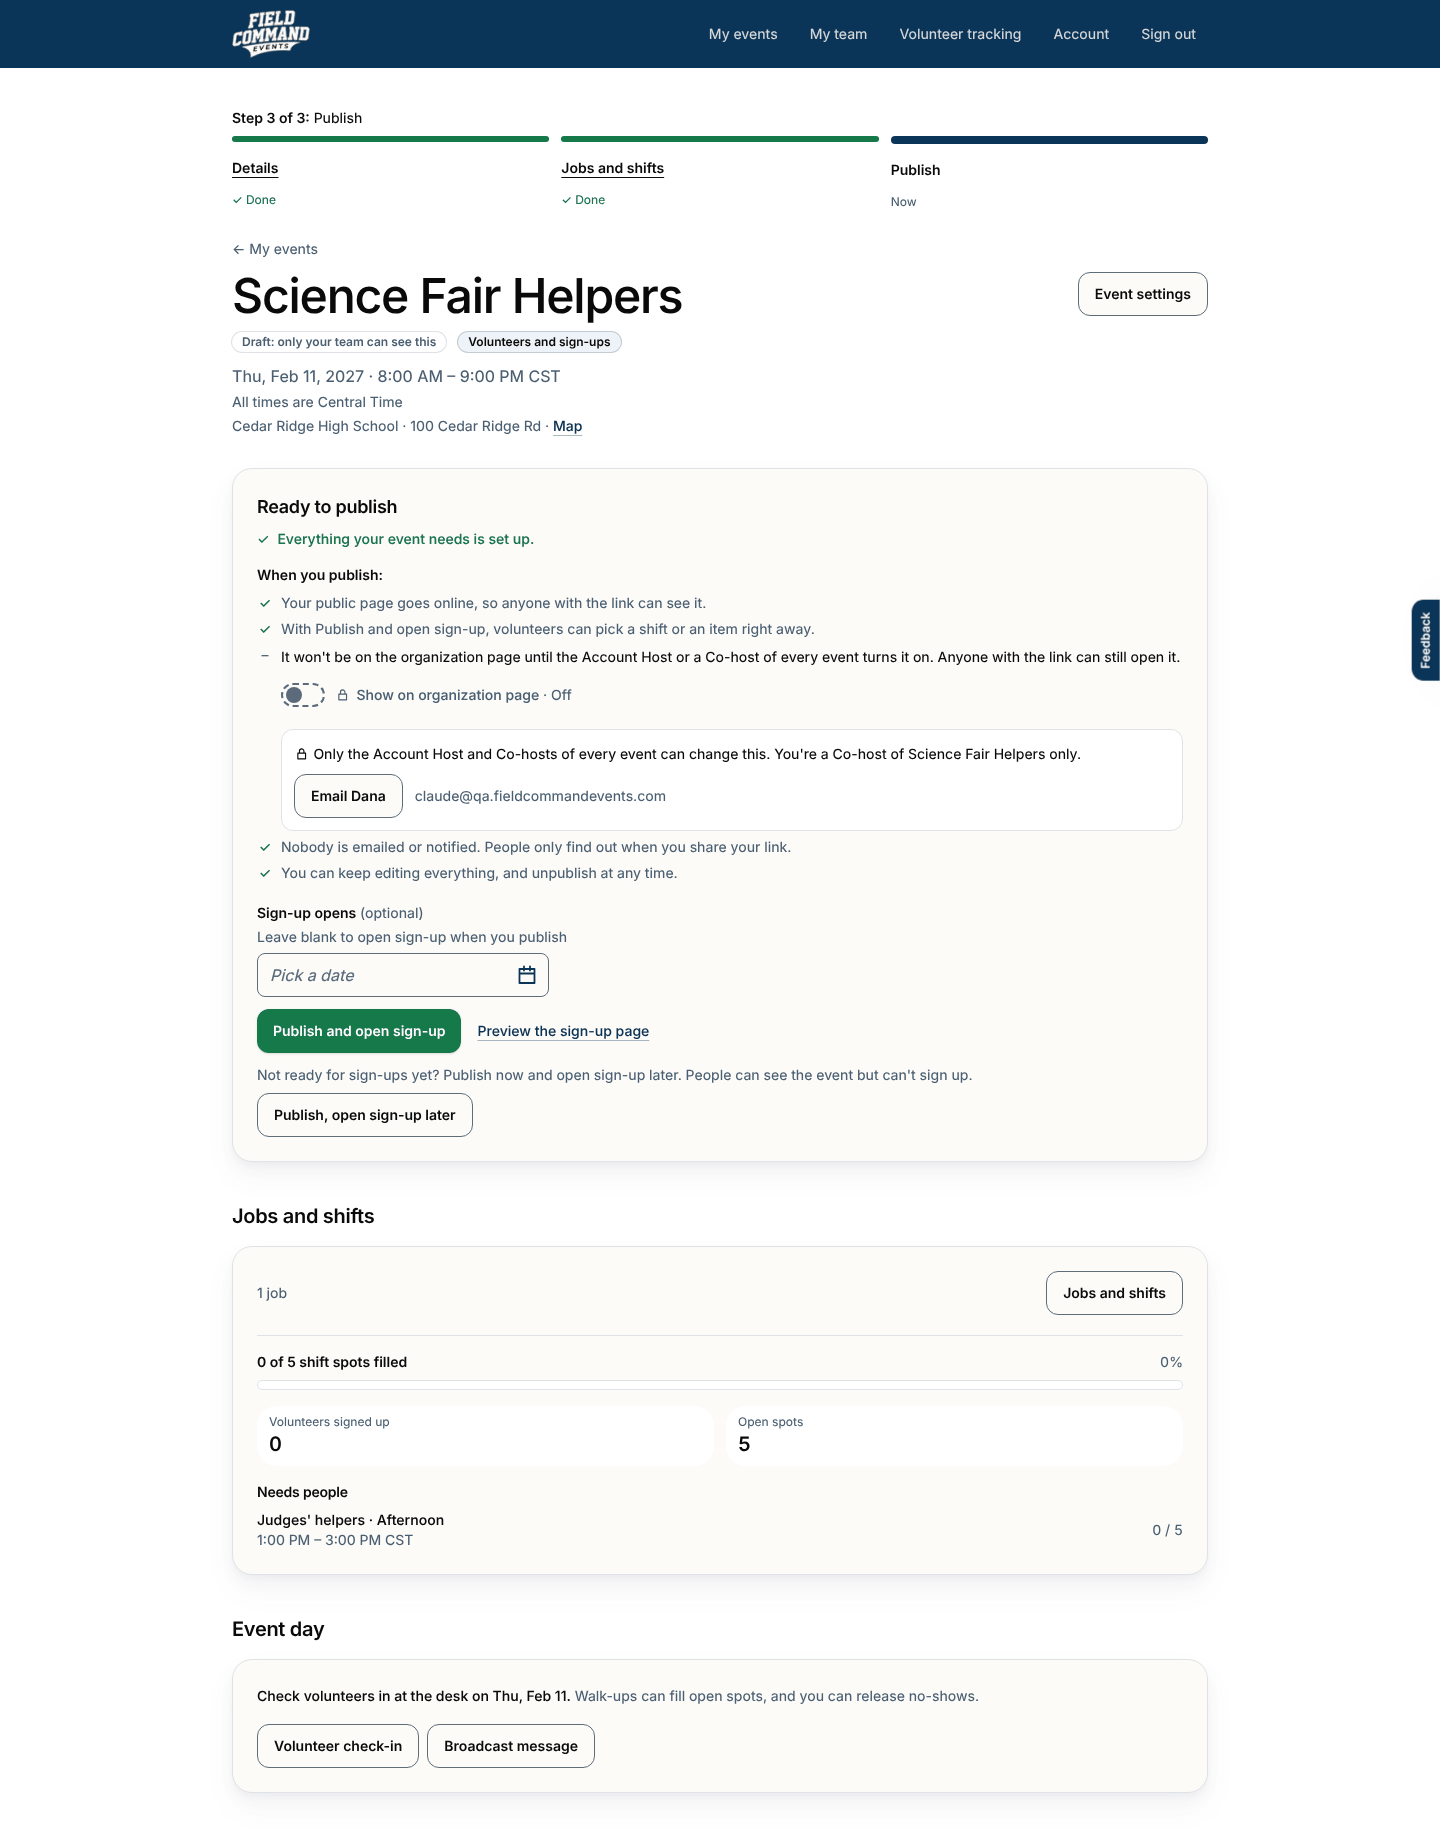 FIELD
COMMAND
EVENTS
My events
My team
Volunteer tracking
Account
Sign out
Step 3 of 3: Publish
Details
✓ Done
Jobs and shifts
✓ Done
Publish
Now
← My events
Science Fair Helpers
Event settings
Draft: only your team can see this
Volunteers and sign-ups
Thu, Feb 11, 2027 · 8:00 AM – 9:00 PM CST
All times are Central Time
Cedar Ridge High School · 100 Cedar Ridge Rd · Map
Ready to publish
✓ Everything your event needs is set up.
When you publish:
✓ Your public page goes online, so anyone with the link can see it.
✓ With Publish and open sign-up, volunteers can pick a shift or an item right away.
– It won't be on the organization page until the Account Host or a Co-host of every event turns it on. Anyone with the link can still open it.
Show on organization page · Off
Only the Account Host and Co-hosts of every event can change this. You're a Co-host of Science Fair Helpers only.
Email Dana
claude@qa.fieldcommandevents.com
✓ Nobody is emailed or notified. People only find out when you share your link.
✓ You can keep editing everything, and unpublish at any time.
Sign-up opens (optional)
Leave blank to open sign-up when you publish
Pick a date
Publish and open sign-up
Preview the sign-up page
Not ready for sign-ups yet? Publish now and open sign-up later. People can see the event but can't sign up.
Publish, open sign-up later
Feedback
Jobs and shifts
1 job
Jobs and shifts
0 of 5 shift spots filled
0%
Volunteers signed up
0
Open spots
5
Needs people
Judges' helpers · Afternoon
1:00 PM – 3:00 PM CST
0 / 5
Event day
Check volunteers in at the desk on Thu, Feb 11. Walk-ups can fill open spots, and you can release no-shows.
Volunteer check-in
Broadcast message